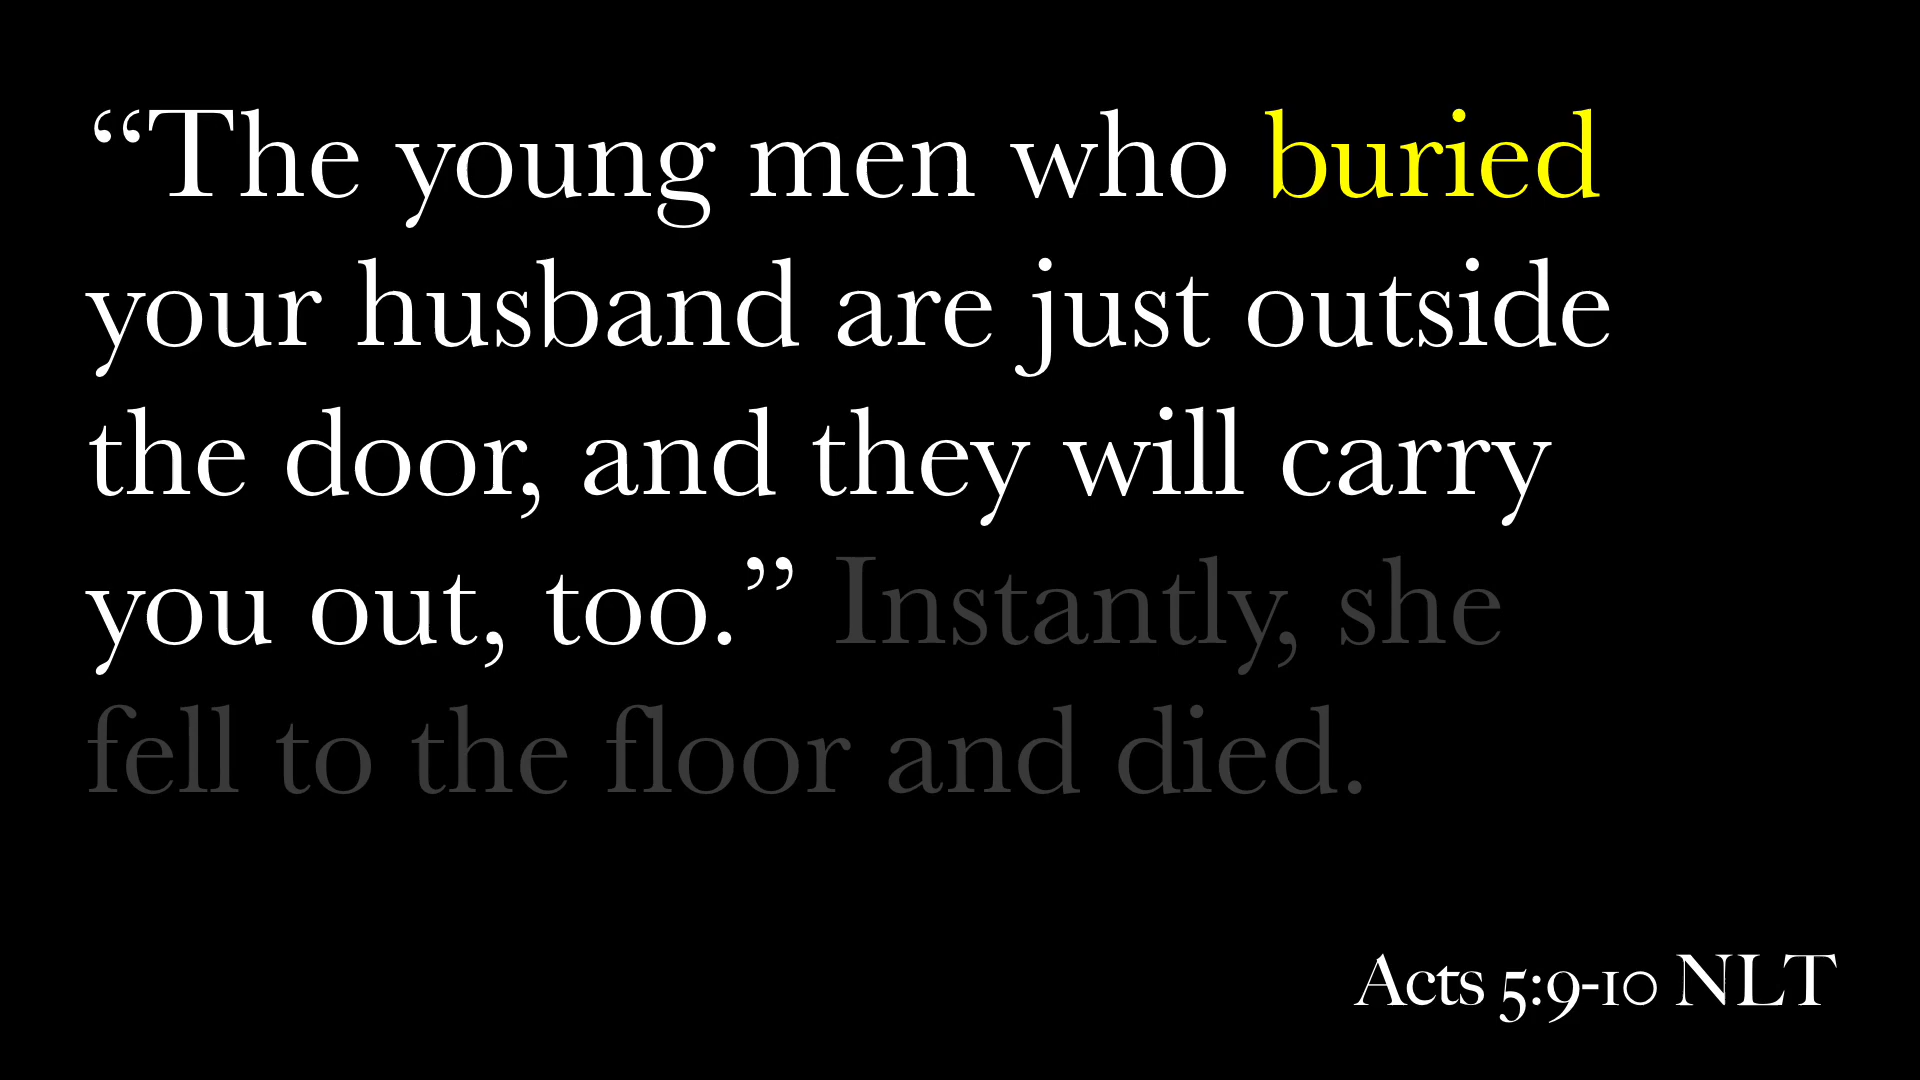 “The young men who buried
your husband are just outside
the door, and they will carry
you out, too.” Instantly, she
fell to the floor and died.
Acts 5:9-10 NLT